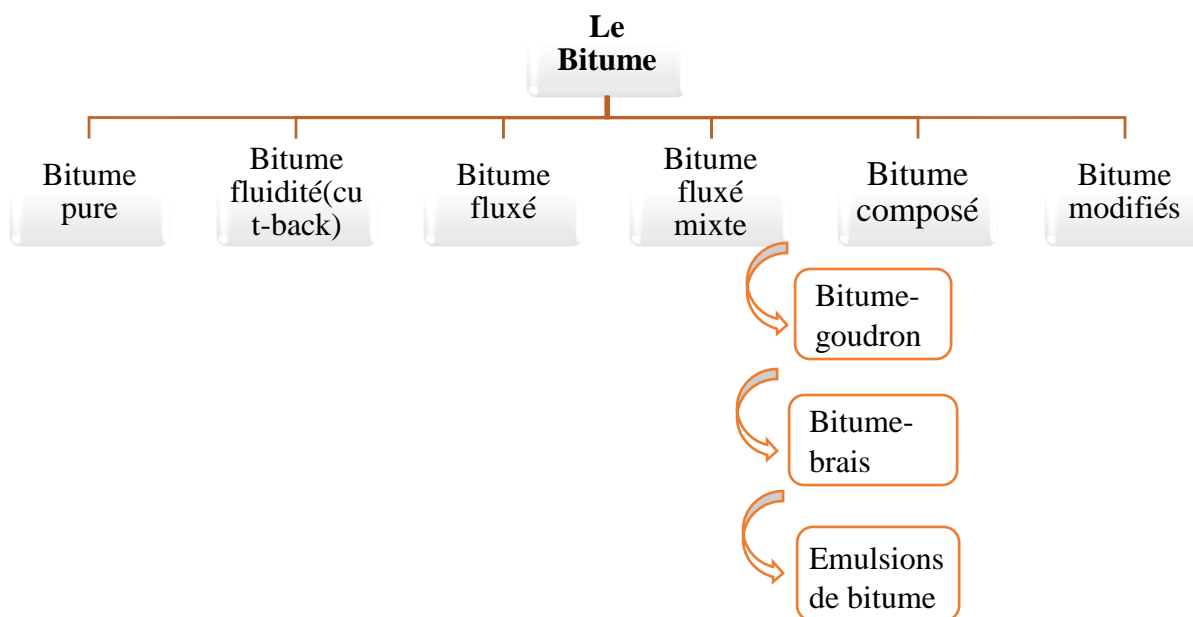 Le
Bitume
Bitume
pure
Bitume
fluidité(cu
t-back)
Bitume
fluxé
Bitume
fluxé
mixte
Bitume
composé
Bitume
modifiés
Bitume-
goudron
Bitume-
brais
Emulsions
de bitume